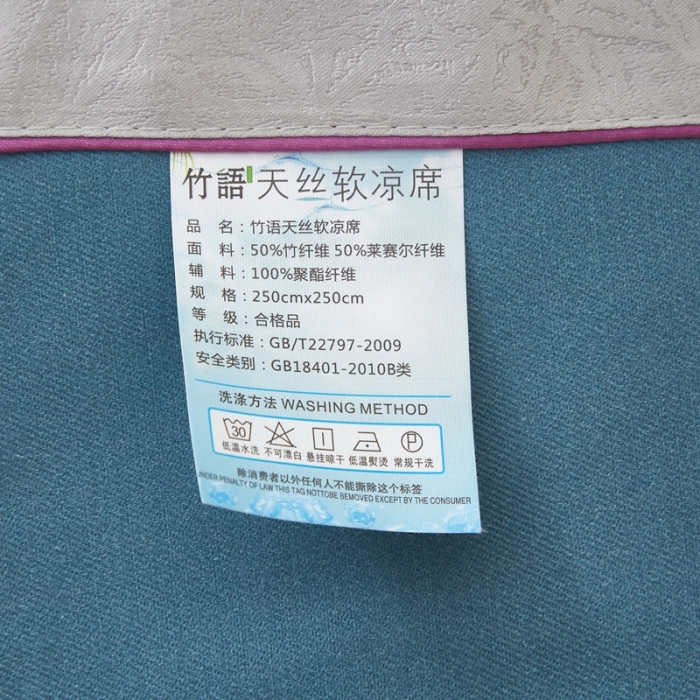 竹語天丝软凉席
品 名：竹语天丝软凉席
面 料：50%竹纤维 50%莱赛尔纤维
辅 料：100%聚酯纤维
规 格：250cmx250cm
等 级：合格品
执行标准：GB/T22797-2009
安全类别：GB18401-2010B类
洗涤方法 WASHING METHOD
30 P
低温水洗 不可漂白 悬挂晾干 低温熨烫 常规干洗
除消费者以外任何人不能撕除这个标签
UNDER PENALTY OF LAW THIS TAG NOTTOBE BEMOVED EXCEPT BY THE CONSUMER